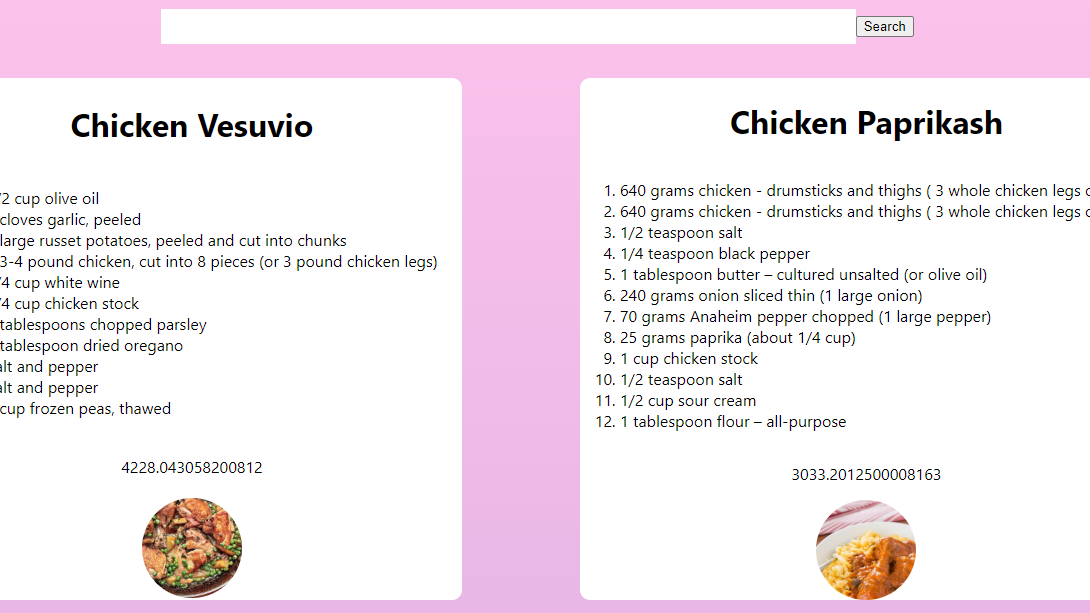 Search
Chicken Vesuvio
/2 cup olive oil
cloves garlic, peeled
large russet potatoes, peeled and cut into chunks
3-4 pound chicken, cut into 8 pieces (or 3 pound chicken legs)
/4 cup white wine
/4 cup chicken stock
tablespoons chopped parsley
tablespoon dried oregano
alt and pepper
alt and pepper
cup frozen peas, thawed
4228.043058200812
Chicken Paprikash
1. 640 grams chicken - drumsticks and thighs ( 3 whole chicken legs
2. 640 grams chicken - drumsticks and thighs ( 3 whole chicken legs
3. 1/2 teaspoon salt
4. 1/4 teaspoon black pepper
5. 1 tablespoon butter – cultured unsalted (or olive oil)
6. 240 grams onion sliced thin (1 large onion)
7. 70 grams Anaheim pepper chopped (1 large pepper)
8. 25 grams paprika (about 1/4 cup)
9. 1 cup chicken stock
10. 1/2 teaspoon salt
11. 1/2 cup sour cream
12. 1 tablespoon flour – all-purpose
3033.2012500008163